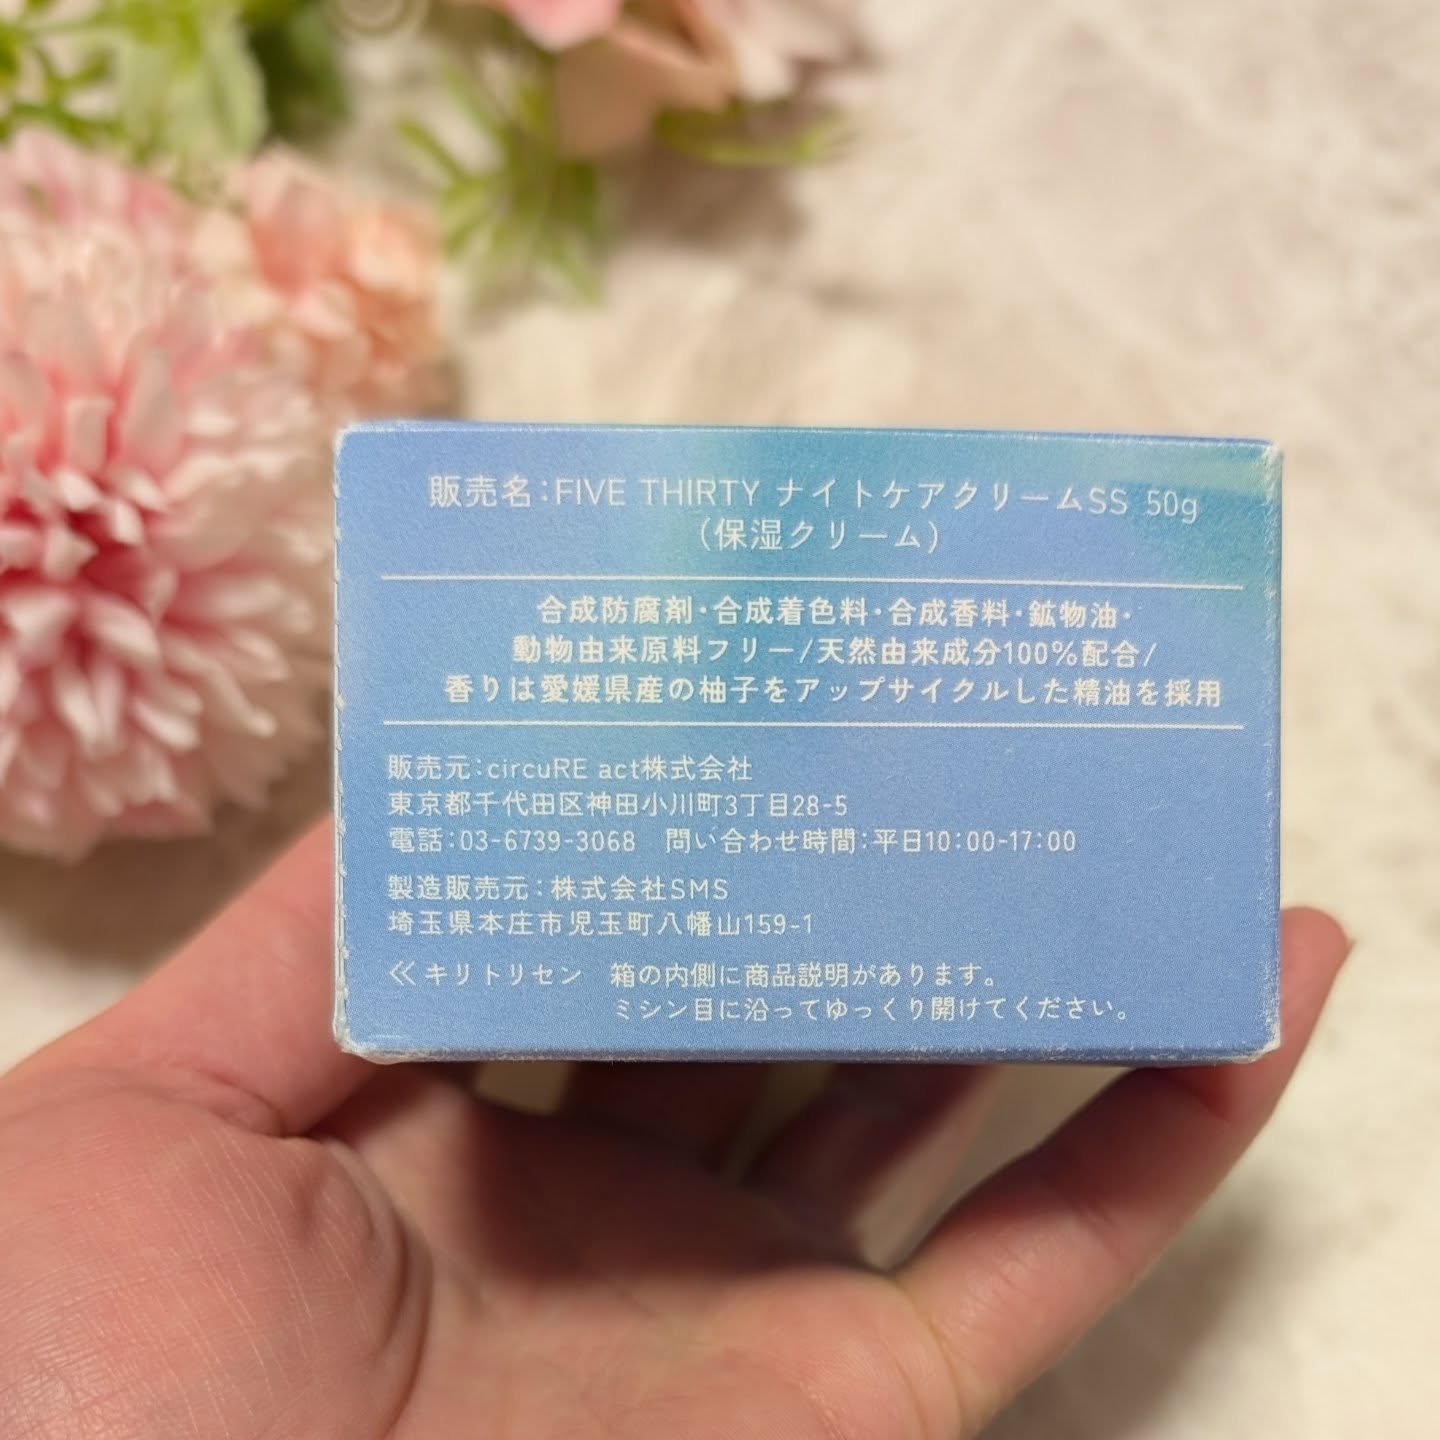 販売名:FIVE THIRTY ナイトケアクリームSS 50g
(保湿クリーム)
合成防腐剤・合成着色料・合成香料・鉱物油・
動物由来原料フリー/天然由来成分100%配合/
香りは愛媛県産の柚子をアップサイクルした精油を採用
販売元:circuRE act株式会社
東京都千代田区神田小川町3丁目28-5
電話:03-6739-3068 問い合わせ時間:平日10:00-17:00
製造販売元:株式会社SMS
埼玉県本庄市児玉町八幡山159-1
≪キリトリセン 箱の内側に商品説明があります。
ミシン目に沿ってゆっくり開けてください。